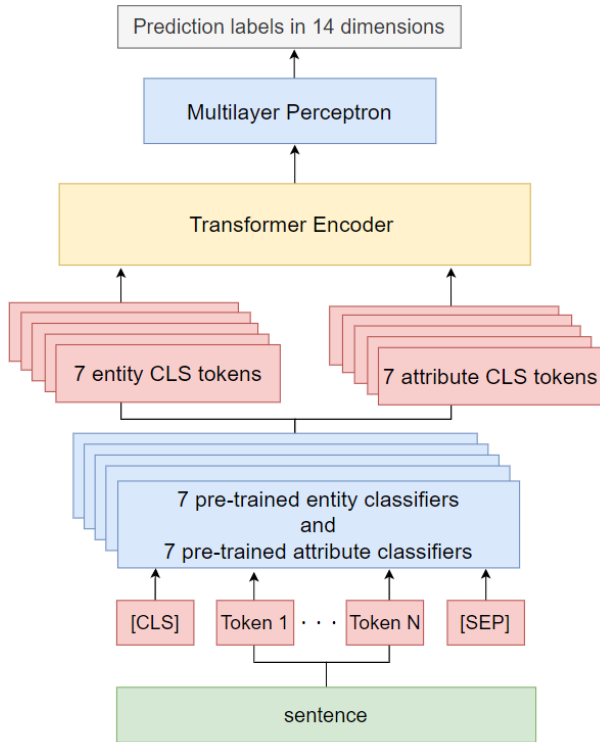 Prediction labels in 14 dimensions
Multilayer Perceptron
Transformer Encoder
7 entity CLS tokens
7 attribute CLS tokens
7 pre-trained entity classifiers
and
7 pre-trained attribute classifiers
[CLS] Token 1 · · · Token N [SEP]
sentence